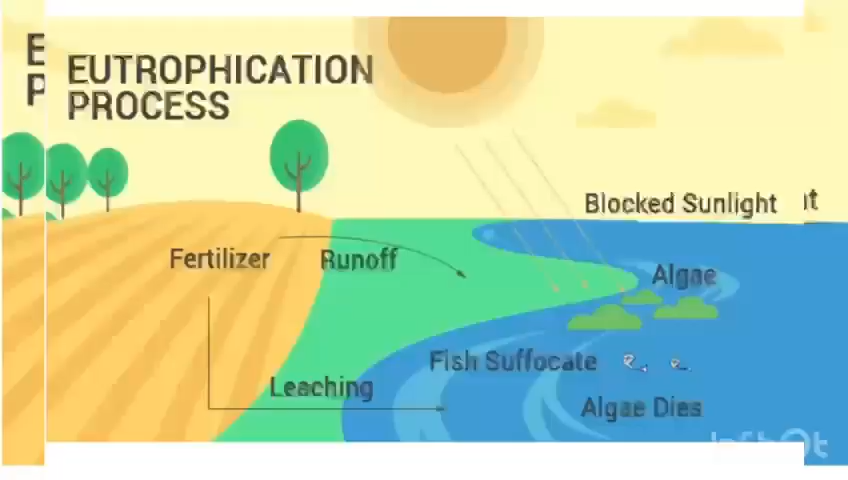 EUTROPHICATION
PROCESS
Blocked Sunlight
Fertilizer
Runoff
Algae
Fish Suffocate
Leaching
Algae Dies